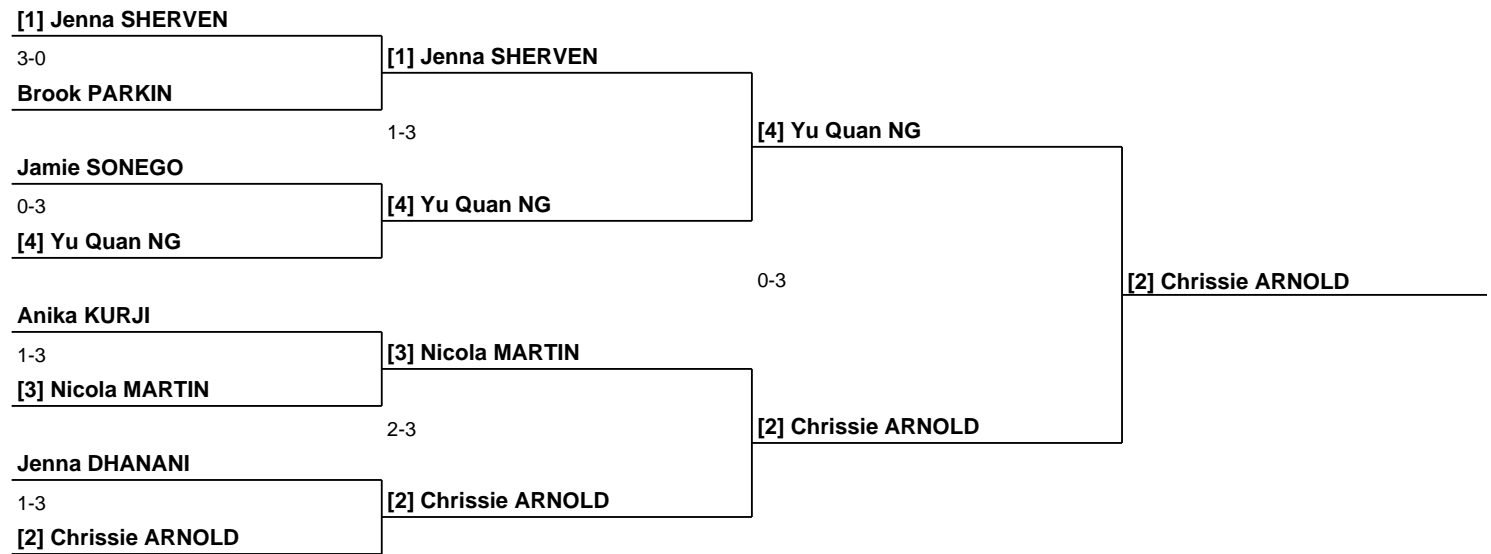 [1] Jenna SHERVEN
3-0
Brook PARKIN
[1] Jenna SHERVEN
1-3
Jamie SONEGO
0-3
[4] Yu Quan NG
[4] Yu Quan NG
[4] Yu Quan NG
0-3
Anika KURJI
1-3
[3] Nicola MARTIN
[3] Nicola MARTIN
2-3
Jenna DHANANI
1-3
[2] Chrissie ARNOLD
[2] Chrissie ARNOLD
[2] Chrissie ARNOLD
[2] Chrissie ARNOLD